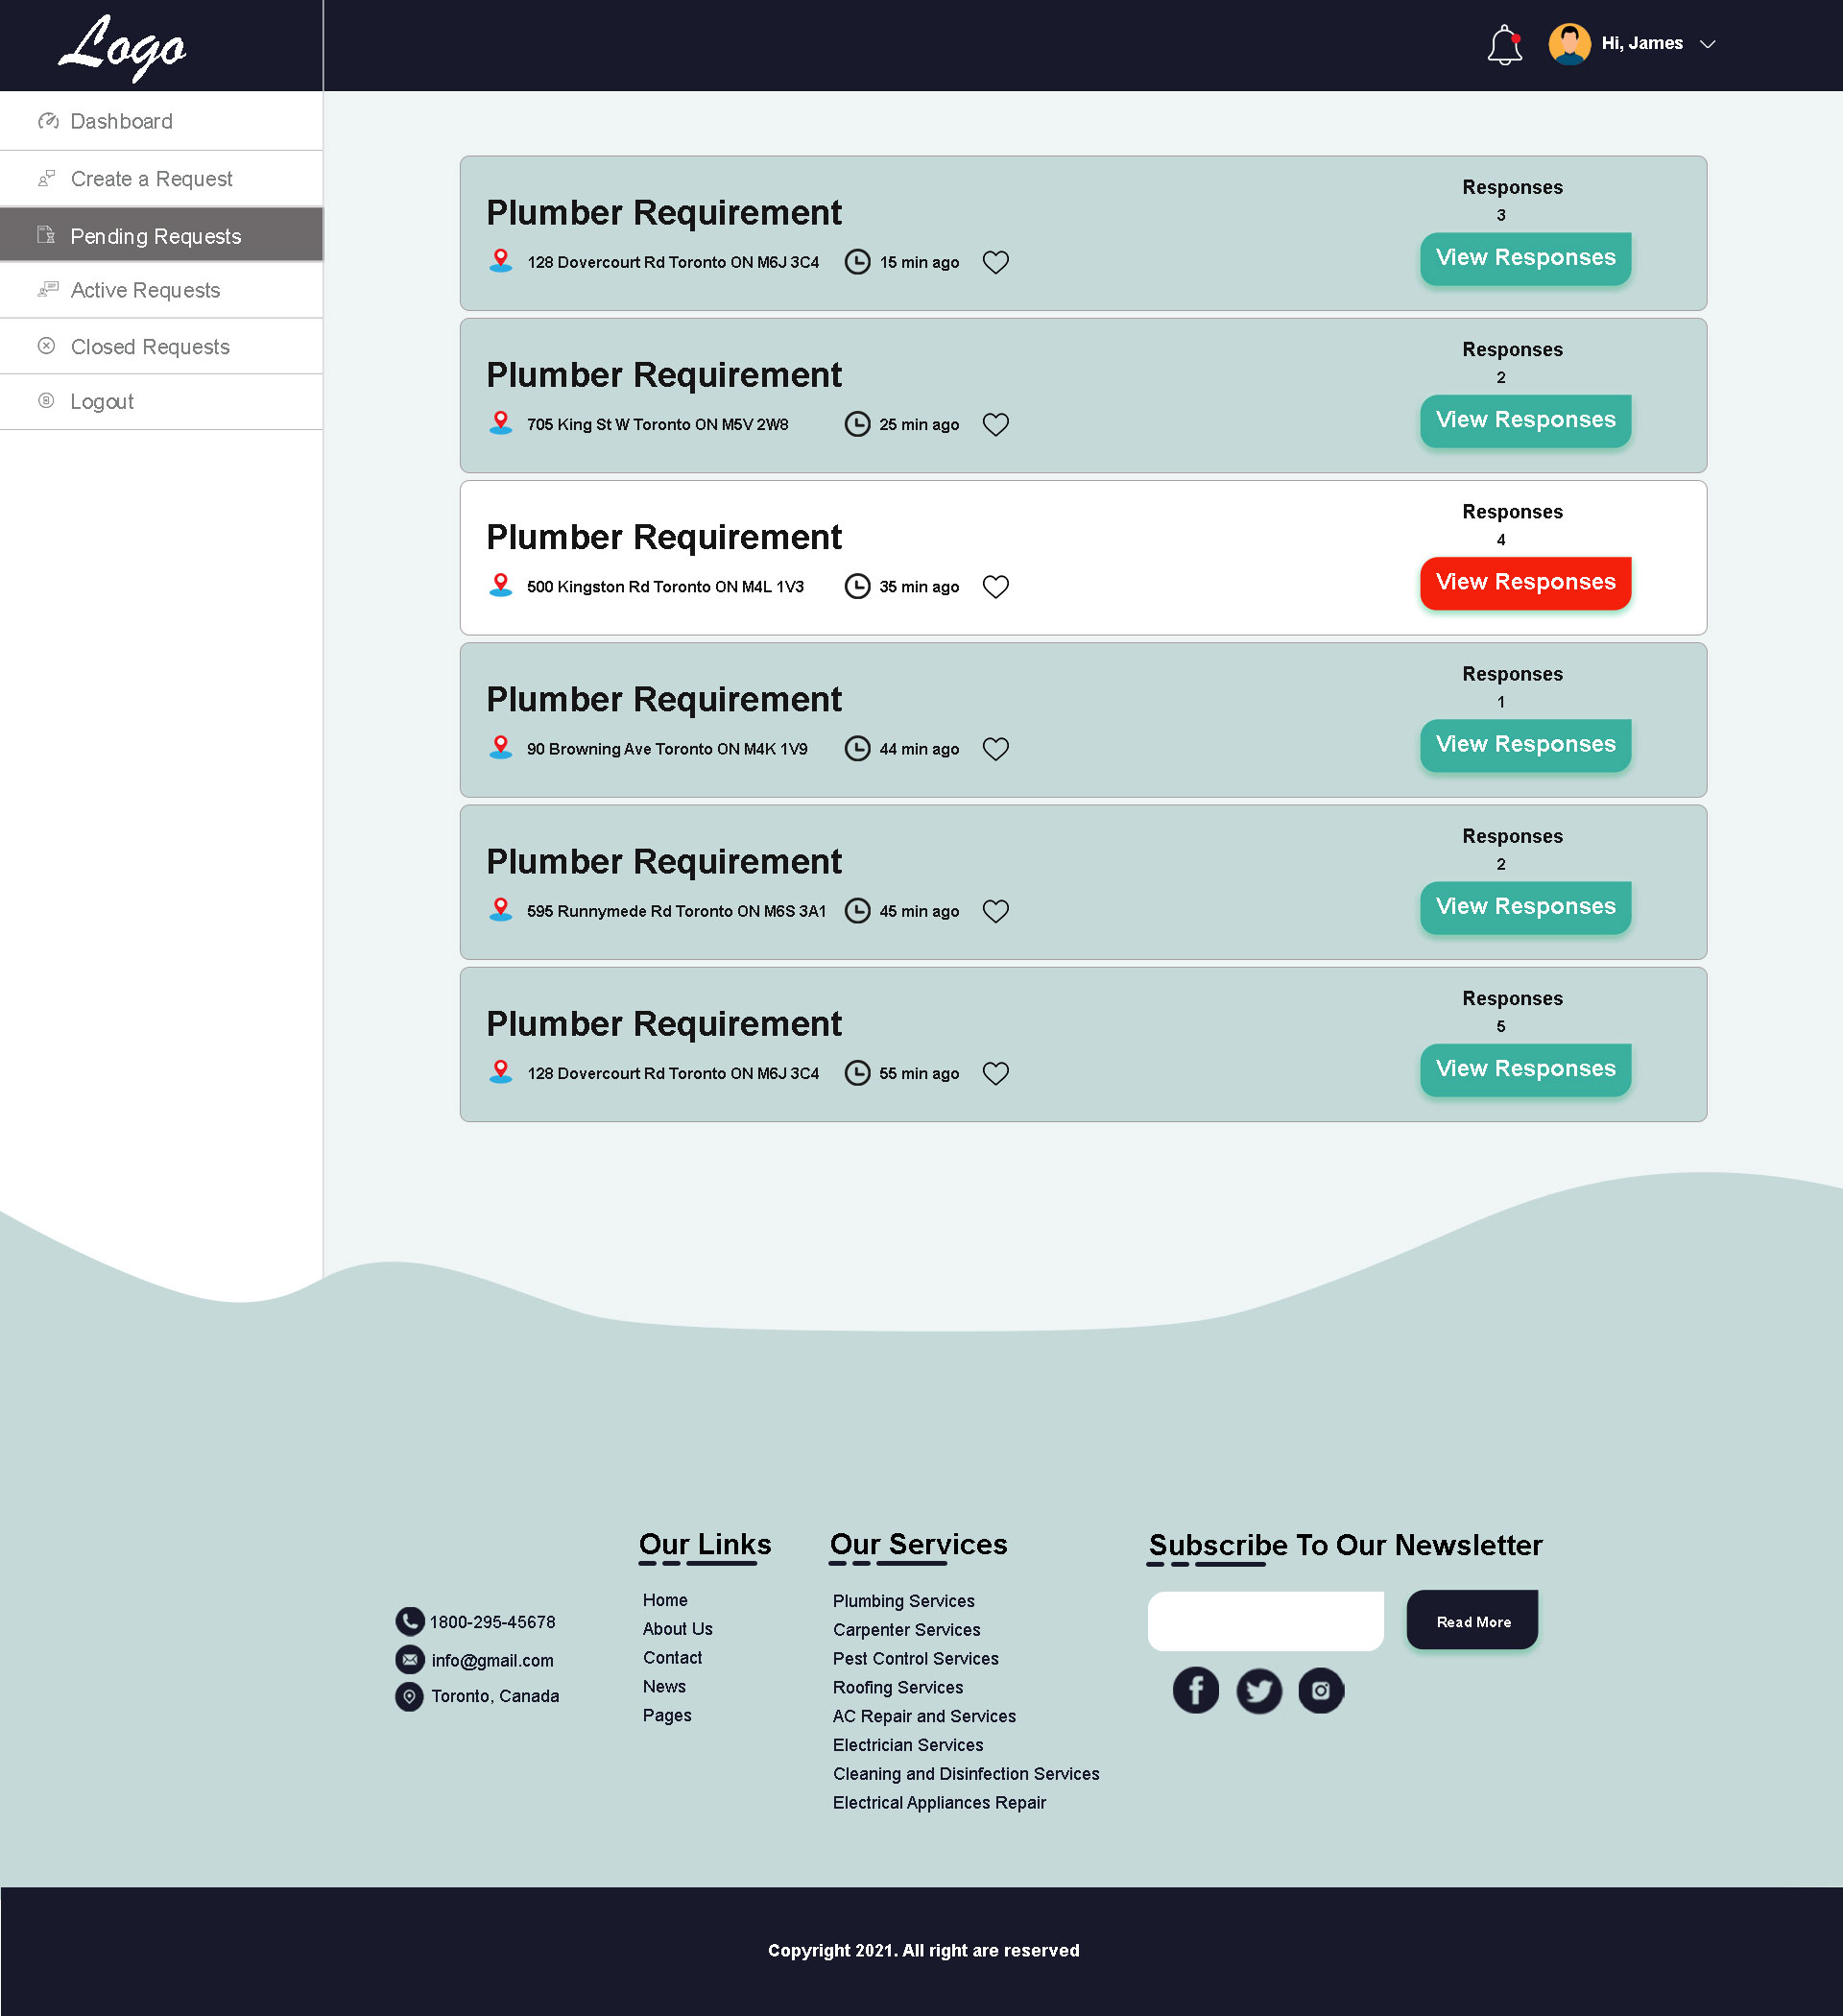 Logo
Hi, James
Dashboard
Create a Request
Pending Requests
Active Requests
Closed Requests
Logout
Plumber Requirement
128 Dovercourt Rd Toronto ON M6J 3C4 15 min ago
Responses
3
View Responses
Plumber Requirement
705 King St W Toronto ON M5V 2W8 25 min ago
Responses
2
View Responses
Plumber Requirement
500 Kingston Rd Toronto ON M4L 1V3 35 min ago
Responses
4
View Responses
Plumber Requirement
90 Browning Ave Toronto ON M4K 1V9 44 min ago
Responses
1
View Responses
Plumber Requirement
595 Runnymede Rd Toronto ON M6S 3A1 45 min ago
Responses
2
View Responses
Plumber Requirement
128 Dovercourt Rd Toronto ON M6J 3C4 55 min ago
Responses
5
View Responses
1800-295-45678
info@gmail.com
Toronto, Canada
Our Links
Home
About Us
Contact
News
Pages
Our Services
Plumbing Services
Carpenter Services
Pest Control Services
Roofing Services
AC Repair and Services
Electrician Services
Cleaning and Disinfection Services
Electrical Appliances Repair
Subscribe To Our Newsletter
Read More
Copyright 2021. All right are reserved